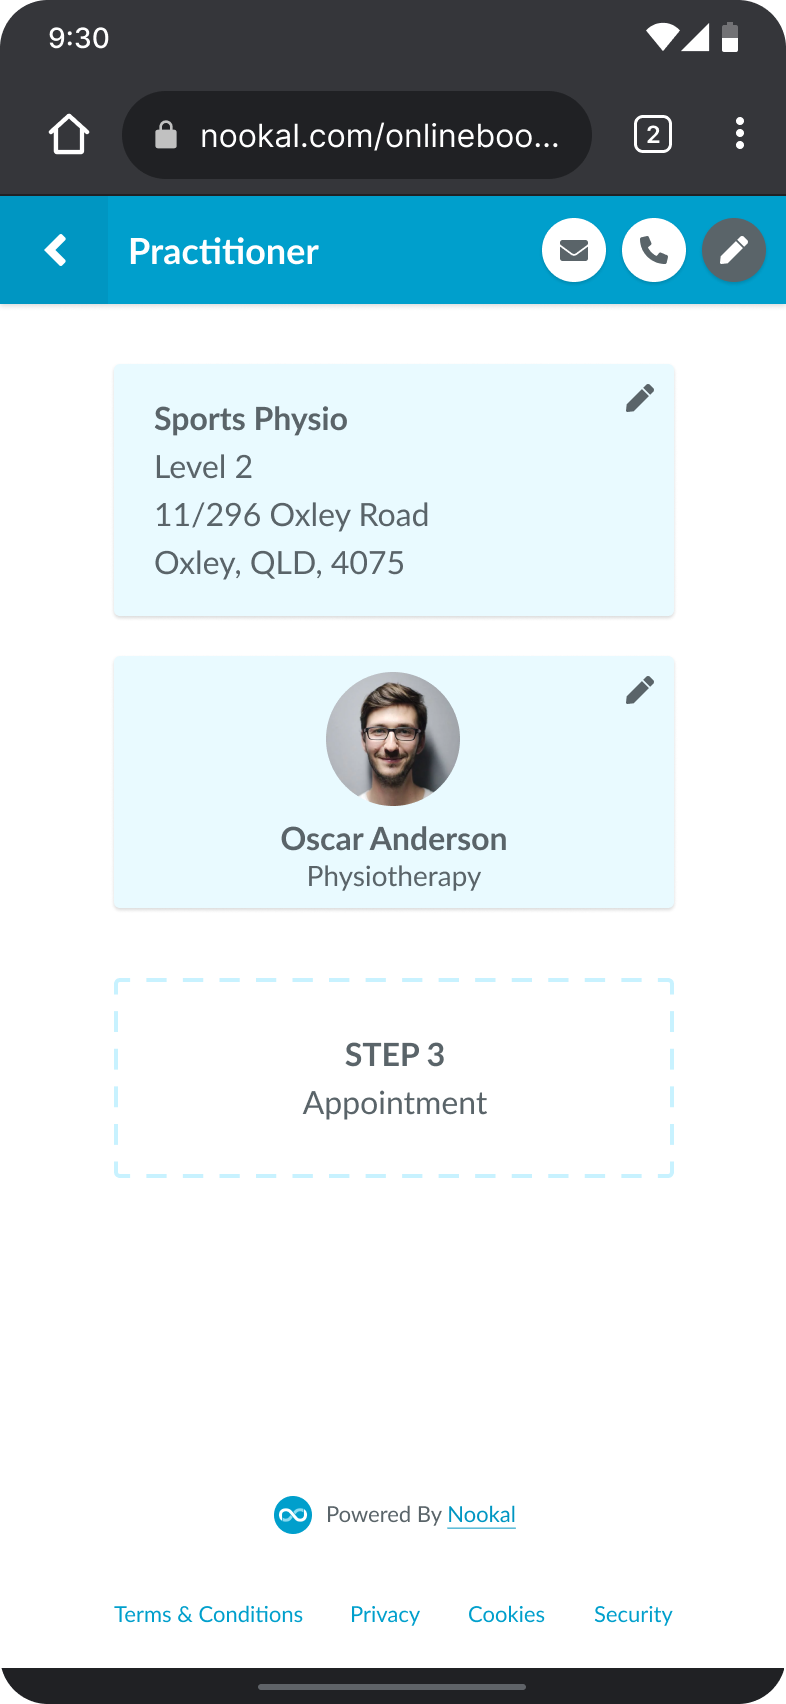 9:30
nookal.com/onlineboo...
2
Practitioner
Sports Physio
Level 2
11/296 Oxley Road
Oxley, QLD, 4075
Oscar Anderson
Physiotherapy
STEP 3
Appointment
Powered By Nookal
Terms & Conditions Privacy Cookies Security